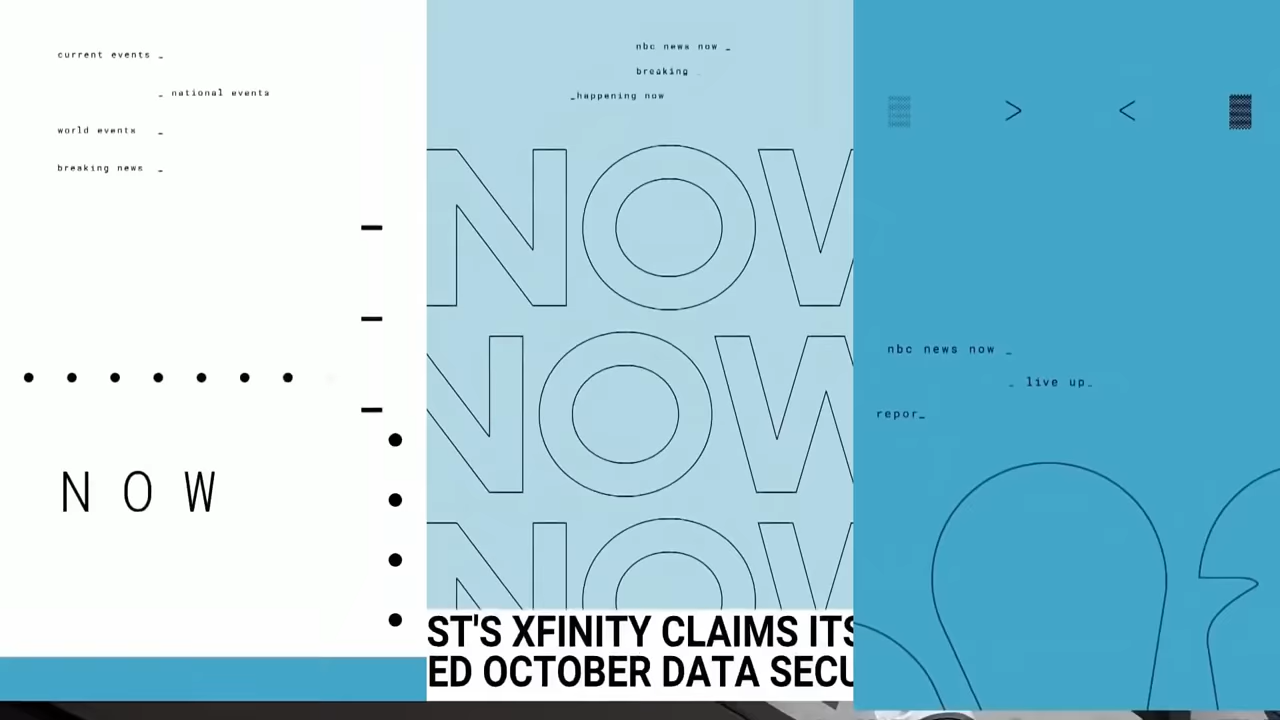 current events _
_ national events
world events _
breaking news _
NOW
nbc news now _
breaking _
_happening now
NOW
NOW
NOW
ST'S XFINITY CLAIMS ITS
ED OCTOBER DATA SECU
> <
nbc news now _
_ live up_
repor_